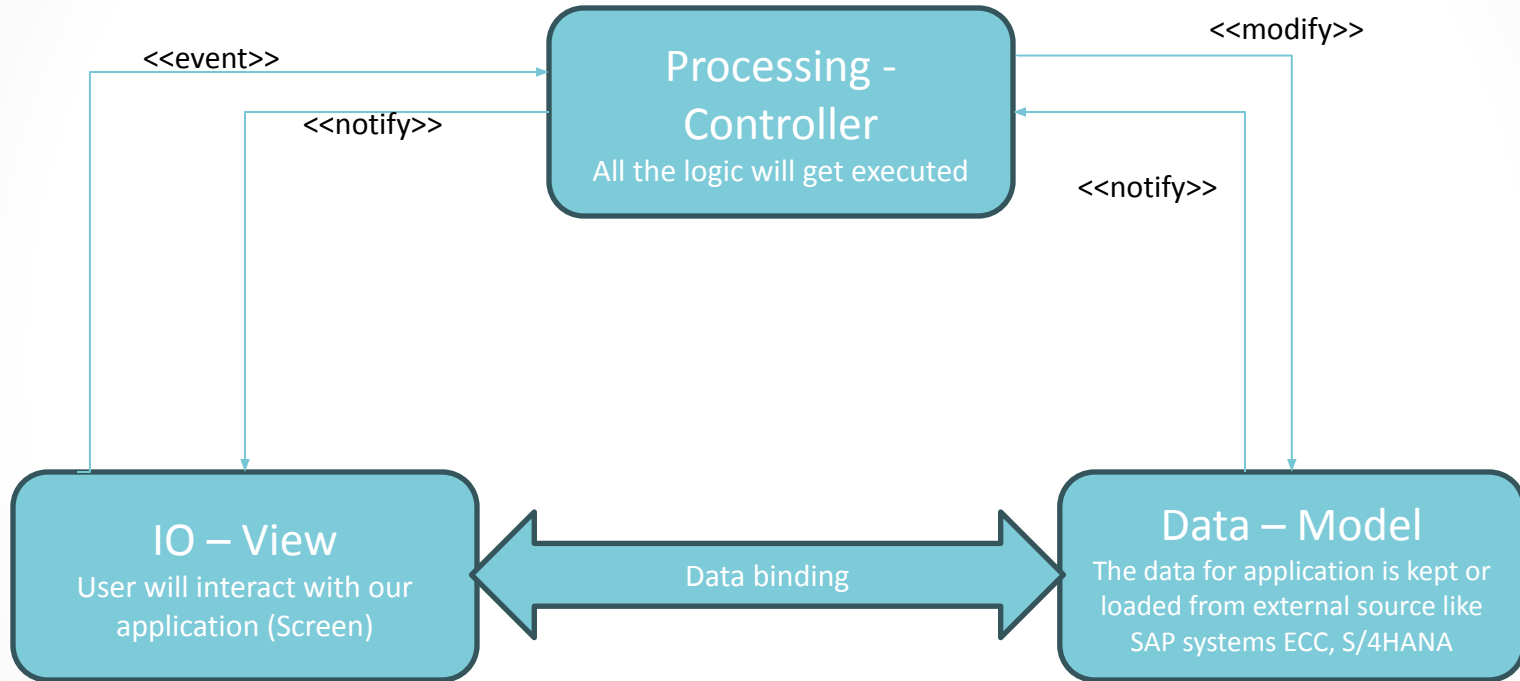 <<event>>
<<modify>>
<<notify>>
Processing -
Controller
All the logic will get executed
<<notify>>
IO – View
User will interact with our
application (Screen)
Data binding
Data – Model
The data for application is kept or
loaded from external source like
SAP systems ECC, S/4HANA